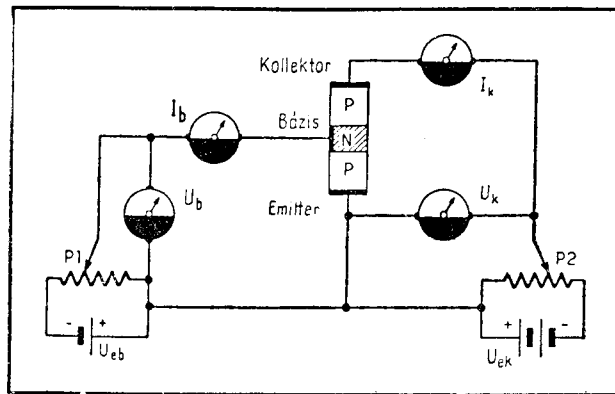 Kollektor
I_k
P
I_b
Bázis
N
P
U_b
Emitter
U_k
P1
P2
- +
U_eb
+ -
U_ek